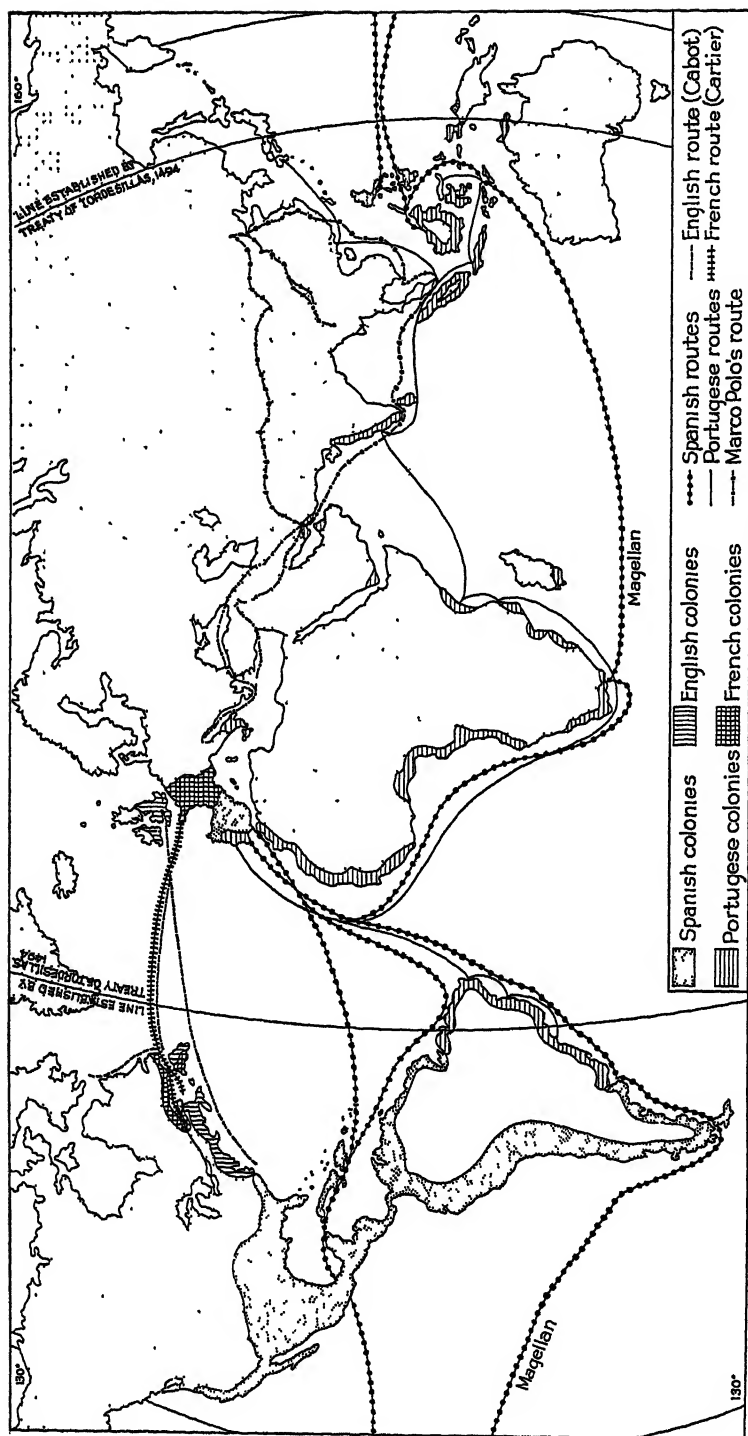 130°
LINE ESTABLISHED BY
TREATY OF TORDESILLAS
1494
LINE ESTABLISHED BY
TREATY OF TORDESILLAS, 1494
160°
Magellan
Magellan
130°
Spanish colonies
English colonies
Portugese colonies
French colonies
Spanish routes
Portugese routes
Marco Polo's route
English route (Cabot)
French route (Cartier)